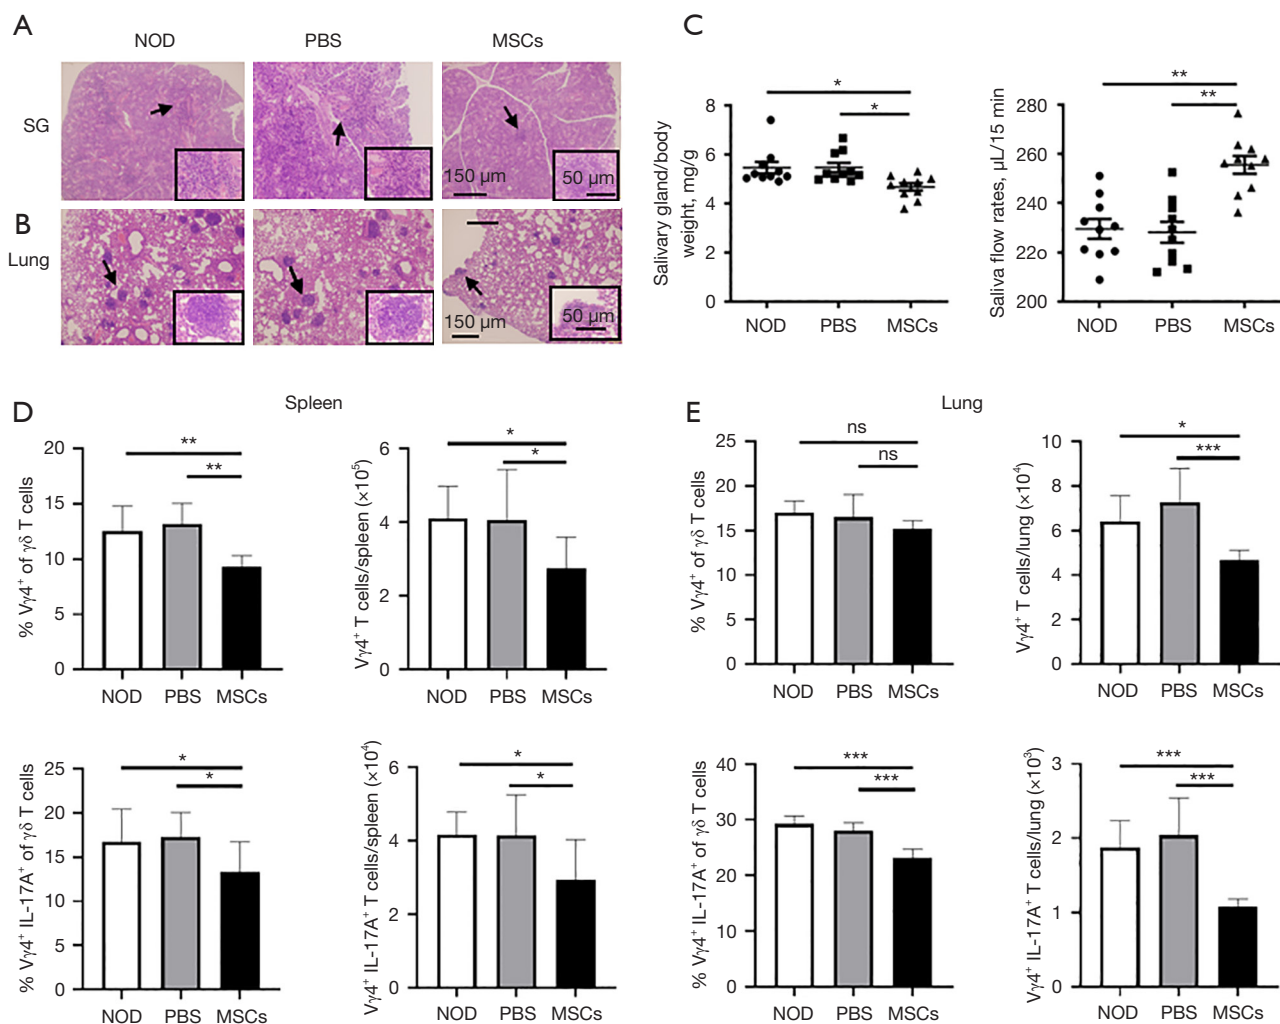 A
NOD PBS MSCs
SG
150 µm 50 µm
B
Lung
150 µm 50 µm
C
Salivary gland/body
weight, mg/g
8
6
4
2
0
* 
*
NOD PBS MSCs
Saliva flow rates, µL/15 min
280
260
240
220
200
**
**
NOD PBS MSCs
D
Spleen
% Vγ4⁺ of γδ T cells
20
15
10
5
0
**
**
NOD PBS MSCs
Vγ4⁺ T cells/spleen (×10⁵)
6
4
2
0
*
*
NOD PBS MSCs
% Vγ4⁺ IL-17A⁺ of γδ T cells
25
20
15
10
5
0
*
*
NOD PBS MSCs
Vγ4⁺ IL-17A⁺ T cells/spleen (×10⁴)
6
4
2
0
*
*
NOD PBS MSCs
E
Lung
% Vγ4⁺ of γδ T cells
25
20
15
10
5
0
ns
ns
NOD PBS MSCs
Vγ4⁺ T cells/lung (×10⁴)
10
8
6
4
2
0
*
***
NOD PBS MSCs
% Vγ4⁺ IL-17A⁺ of γδ T cells
40
30
20
10
0
***
***
NOD PBS MSCs
Vγ4⁺ IL-17A⁺ T cells/lung (×10³)
3
2
1
0
***
***
NOD PBS MSCs